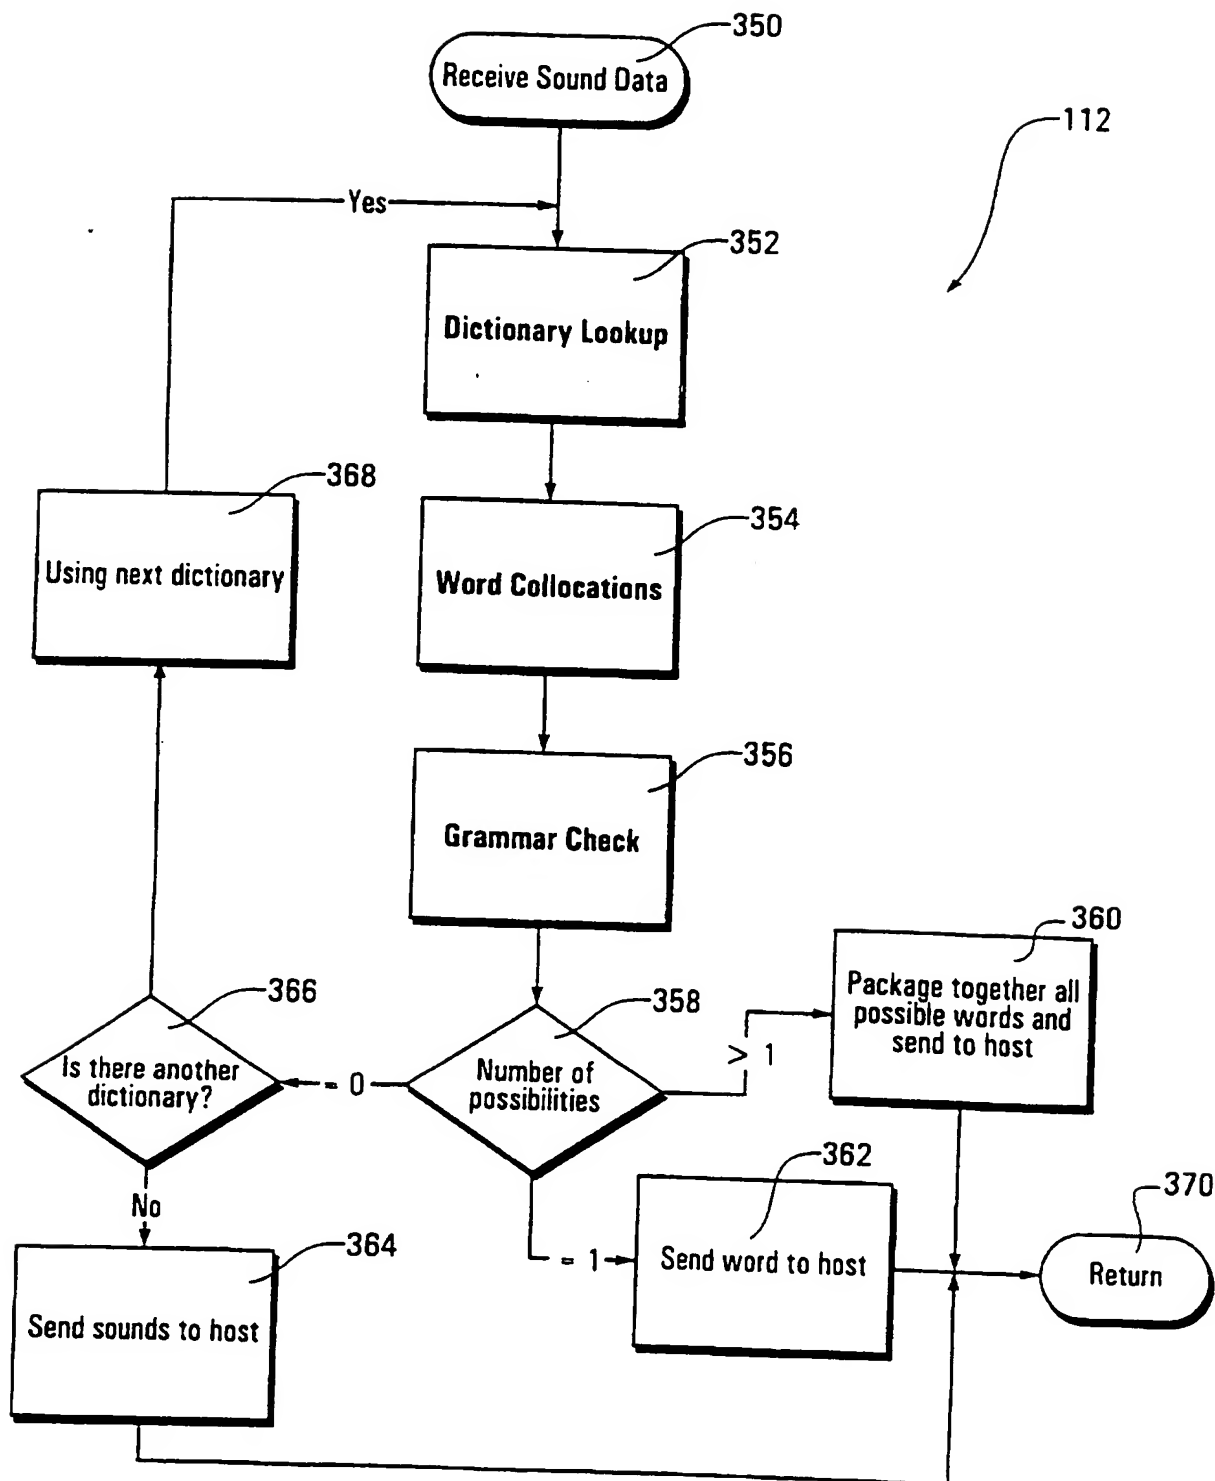 350
Receive Sound Data
112
Yes
352
Dictionary Lookup
368
Using next dictionary
354
Word Collocations
356
Grammar Check
360
Package together all
possible words and
send to host
366
Is there another
dictionary?
= 0
358
Number of
possibilities
> 1
362
Send word to host
= 1
370
Return
No
364
Send sounds to host